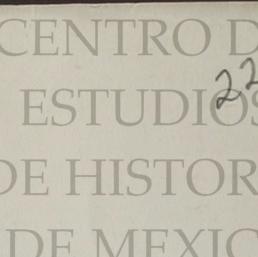 CENTRO D
22
ESTUDIOS
DE HISTOR
DE MEXIC